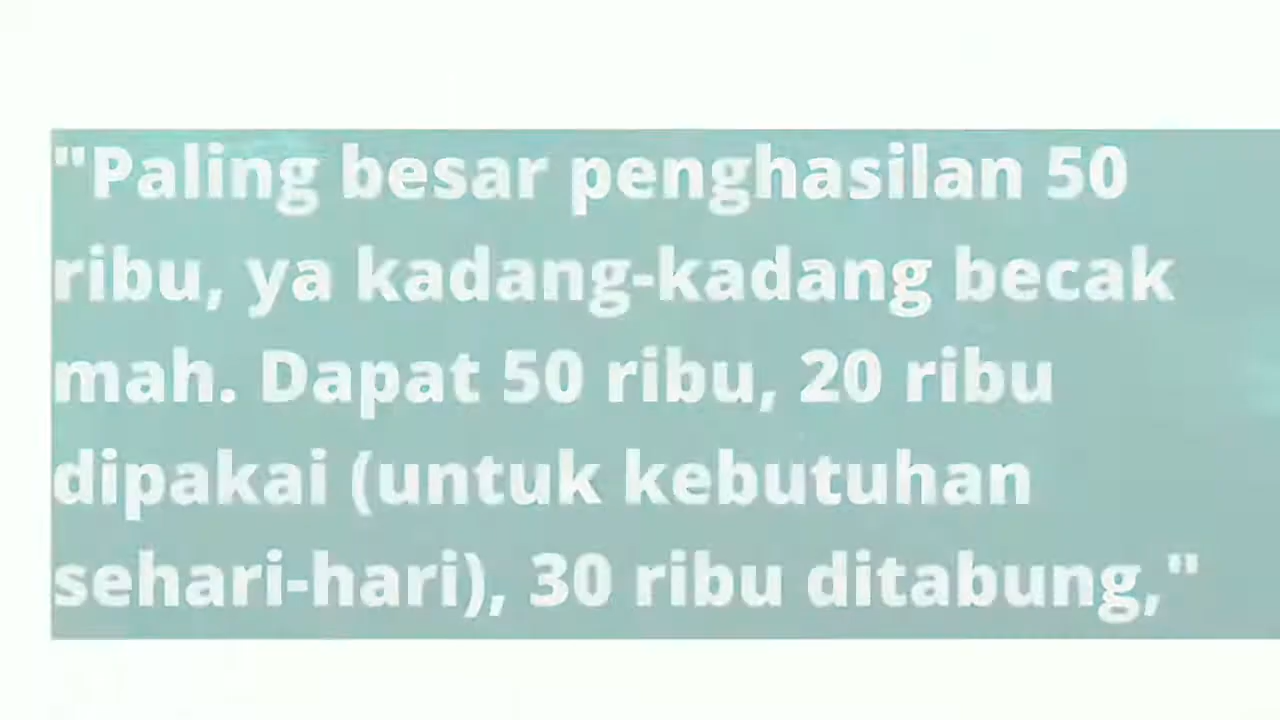 "Paling besar penghasilan 50
ribu, ya kadang-kadang becak
mah. Dapat 50 ribu, 20 ribu
dipakai (untuk kebutuhan
sehari-hari), 30 ribu ditabung,"